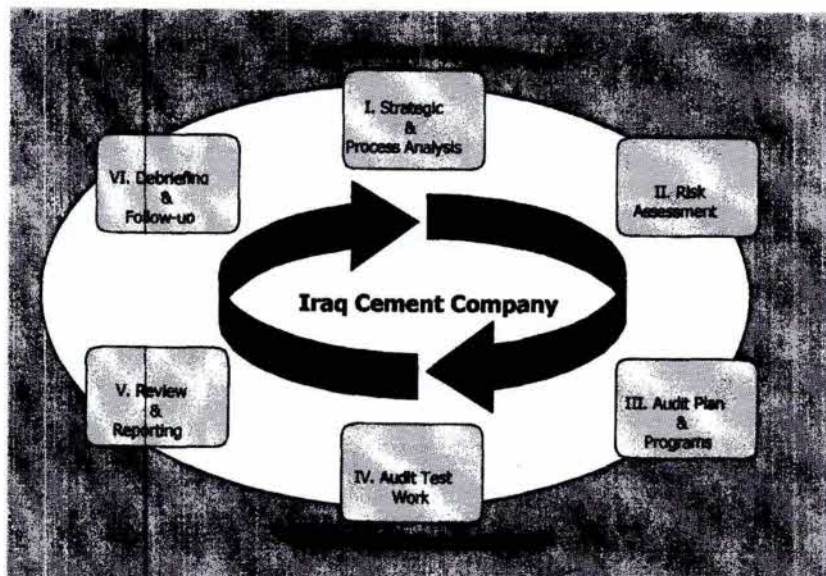 I. Strategic
&
Process Analysis
II. Risk
Assessment
III. Audit Plan
&
Programs
IV. Audit Test
Work
V. Review
&
Reporting
VI. Debriefing
&
Follow-up
Iraq Cement Company